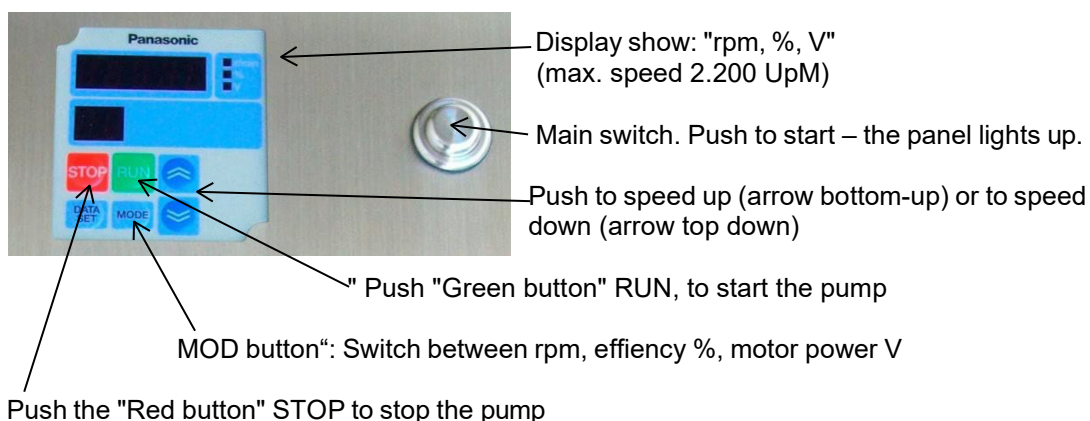 Panasonic
r/min
%
V
STOP RUN
DATA
SET
MODE
Display show: "rpm, %, V"
(max. speed 2.200 UpM)
Main switch. Push to start – the panel lights up.
Push to speed up (arrow bottom-up) or to speed
down (arrow top down)
" Push "Green button" RUN, to start the pump
MOD button“: Switch between rpm, effiency %, motor power V
Push the "Red button" STOP to stop the pump